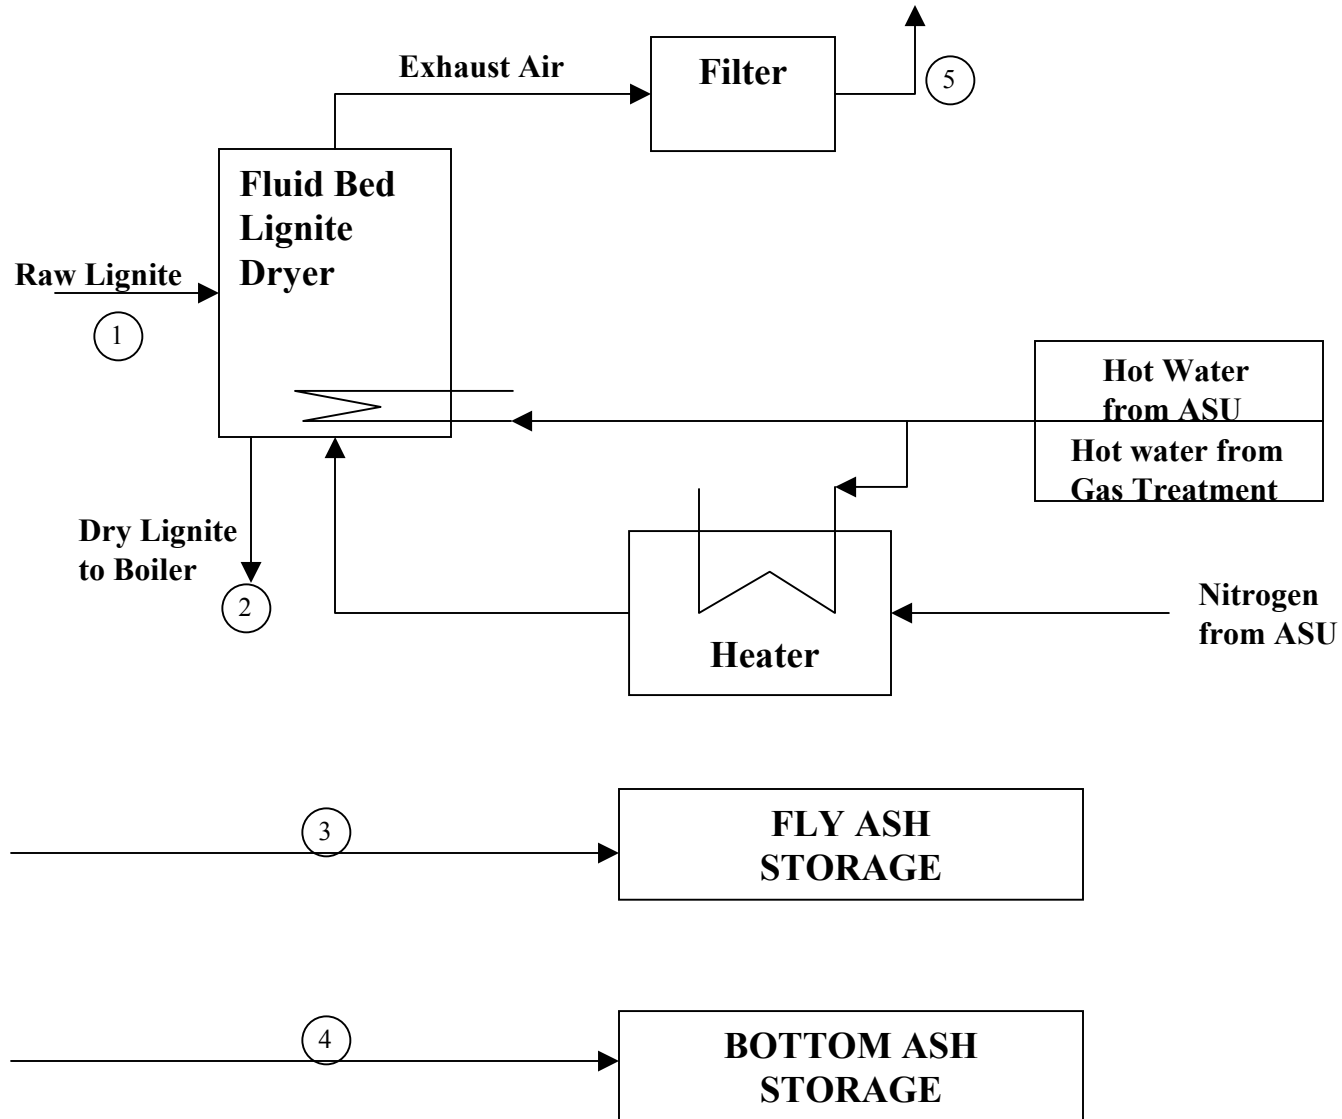 Exhaust Air
Filter
5
Fluid Bed
Lignite
Dryer
Raw Lignite
1
Hot Water
from ASU
Hot water from
Gas Treatment
Dry Lignite
to Boiler
2
Nitrogen
from ASU
Heater
3
FLY ASH
STORAGE
4
BOTTOM ASH
STORAGE